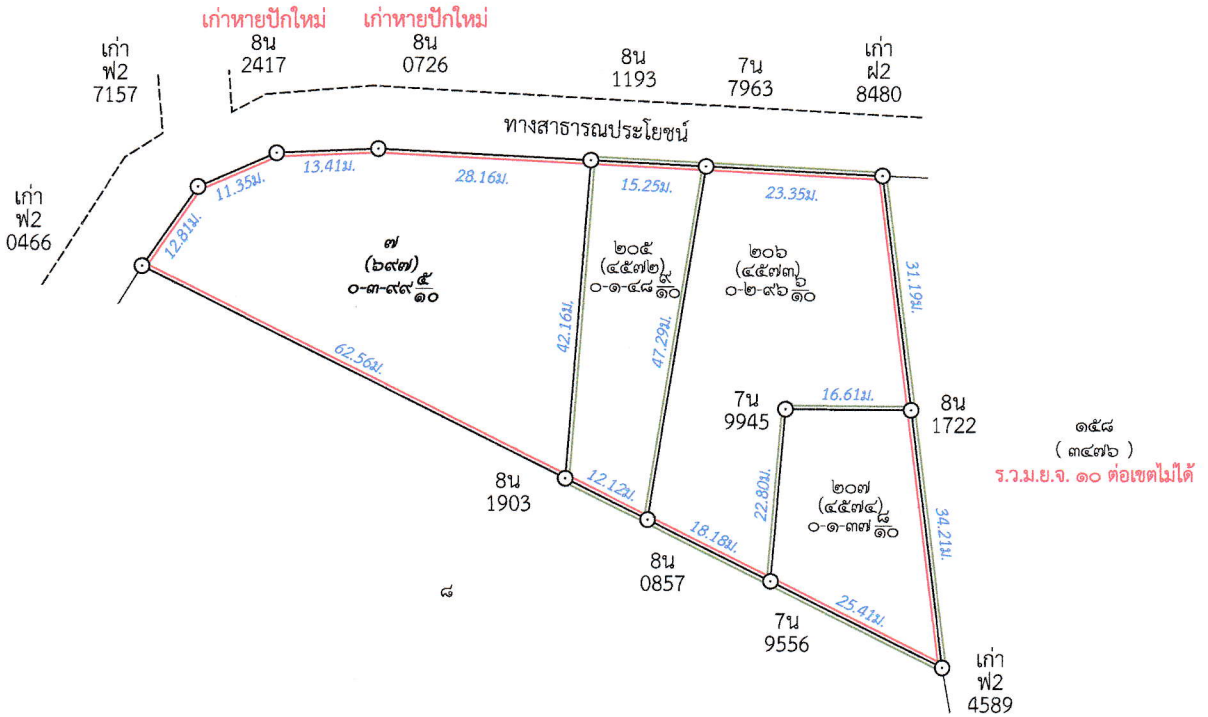 เก่าหายปักใหม่
8น
2417
เก่าหายปักใหม่
8น
0726
เก่า
ฟ2
7157
8น
1193
7น
7963
เก่า
ฝ2
8480
ทางสาธารณประโยชน์
เก่า
ฟ2
0466
12.81ม.
11.35ม.
13.41ม.
28.16ม.
15.25ม.
23.35ม.
๗
(๖๙๗)
๐-๓-๙๙ ๕/๑๐
๒๐๕
(๔๕๗๒)
๐-๑-๔๘ ๙/๑๐
๒๐๖
(๔๕๗๓)
๐-๒-๙๖ ๖/๑๐
31.19ม.
42.16ม.
47.29ม.
62.56ม.
7น
9945
16.61ม.
8น
1722
๑๕๘
( ๓๔๗๖ )
ร.ว.ม.ย.จ. ๑๐ ต่อเขตไม่ได้
8น
1903
12.12ม.
22.80ม.
๒๐๗
(๔๕๗๔)
๐-๑-๓๗ ๘/๑๐
34.21ม.
18.18ม.
8น
0857
๘
25.41ม.
7น
9556
เก่า
ฟ2
4589